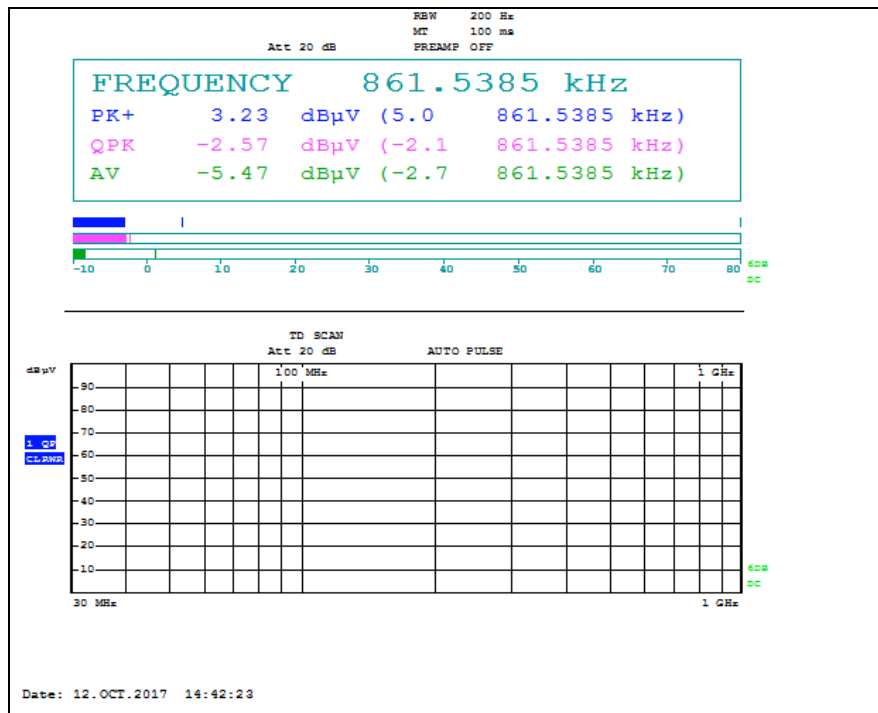 RBW 200 Hz
MT 100 ms
Att 20 dB PREAMP OFF
FREQUENCY 861.5385 kHz
PK+ 3.23 dBµV (5.0 861.5385 kHz)
QPK -2.57 dBµV (-2.1 861.5385 kHz)
AV -5.47 dBµV (-2.7 861.5385 kHz)
-10 0 10 20 30 40 50 60 70 80
6DB
DC
TD SCAN
Att 20 dB AUTO PULSE
dBµV
100 MHz 1 GHz
90
80
70
1 QP
CLRWR
60
50
40
30
20
10
6DB
DC
30 MHz 1 GHz
Date: 12.OCT.2017 14:42:23